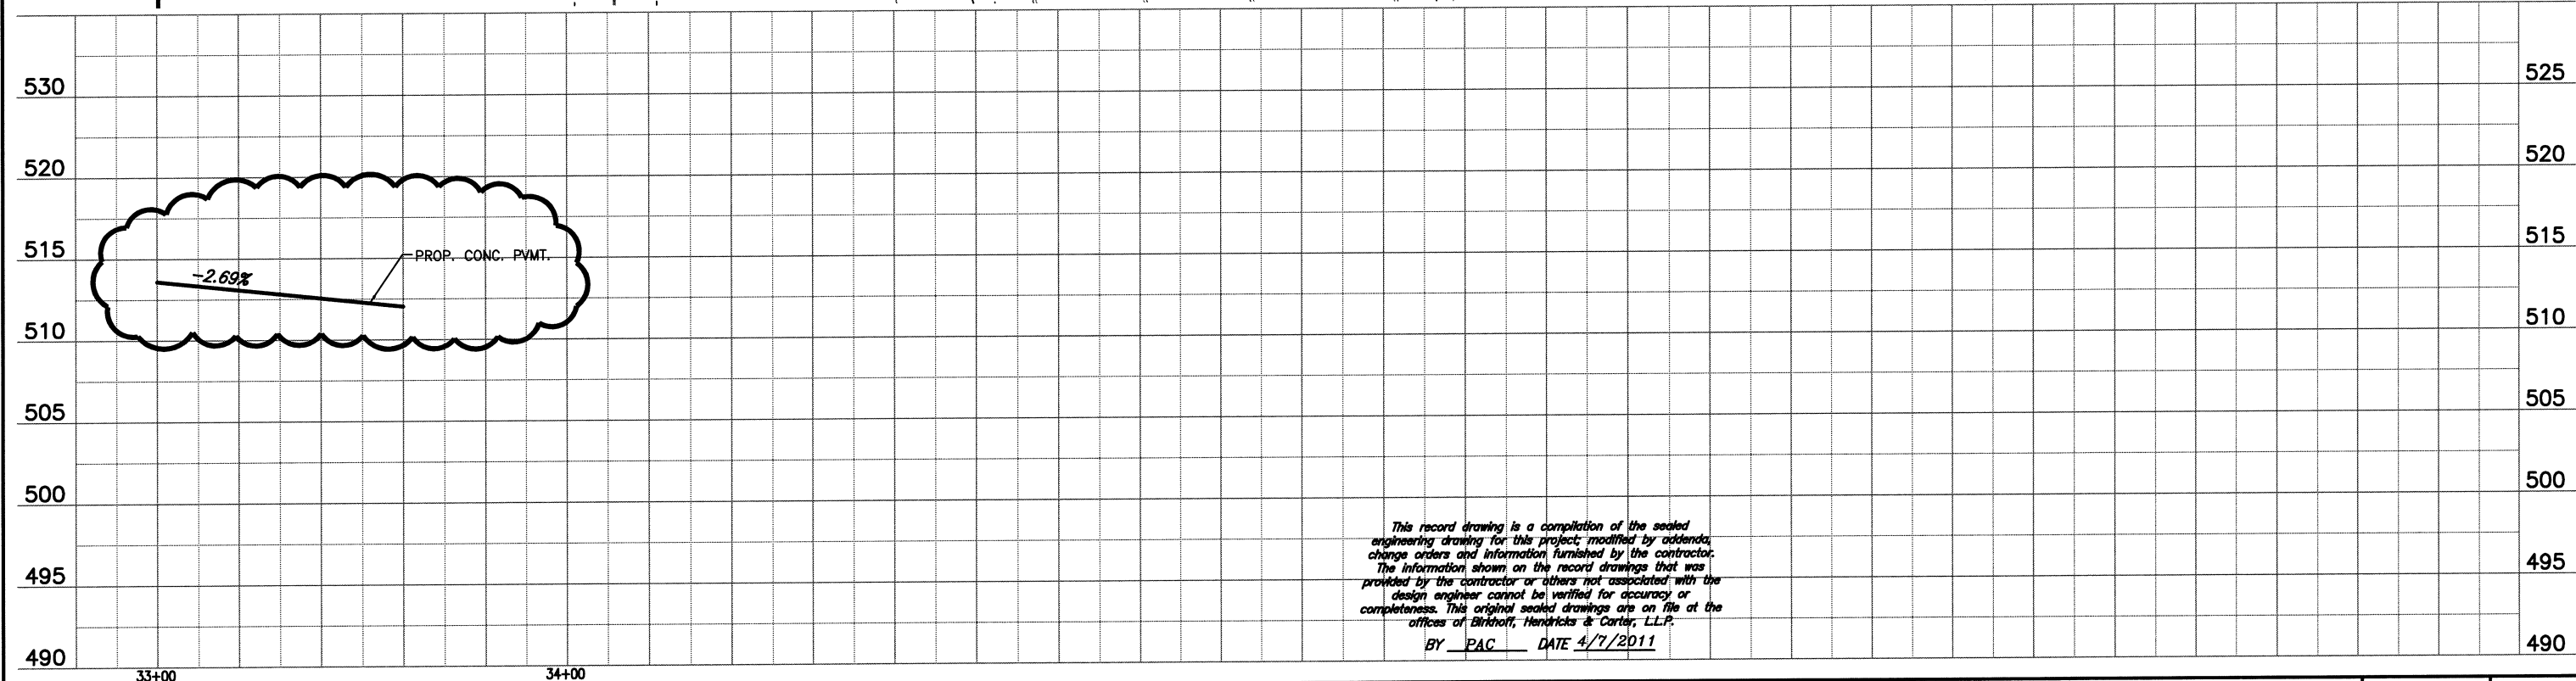 530 525
520 520
515 515
-2.69% PROP. CONC. PVMT.
510 510
505 505
500 500
This record drawing is a compilation of the sealed
engineering drawing for this project; modified by addenda,
change orders and information furnished by the contractor.
The information shown on the record drawings that was
provided by the contractor or others not associated with the
design engineer cannot be verified for accuracy or
completeness. This original sealed drawings are on file at the
offices of Birkhoff, Hendricks & Carter, L.L.P.
495 495
BY PAC DATE 4/7/2011
490 490
33+00 34+00